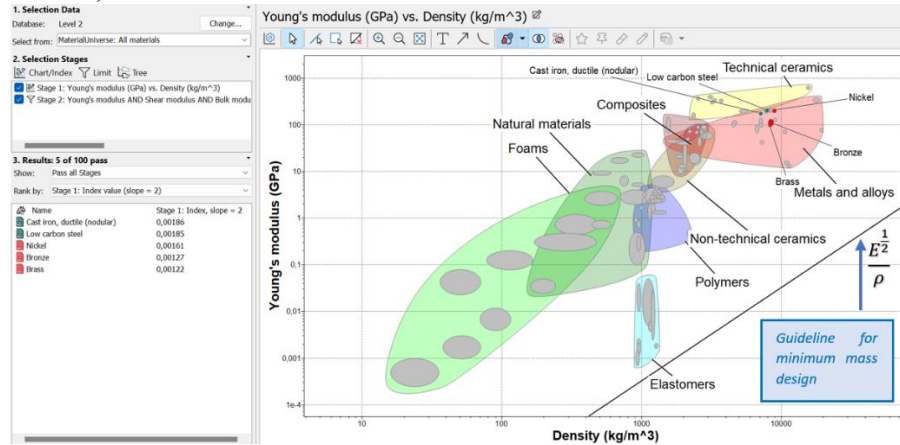 1. Selection Data
Database: Level 2 Change...
Select from: MaterialUniverse: All materials
2. Selection Stages
Chart/Index Limit Tree
Stage 1: Young's modulus (GPa) vs. Density (kg/m^3)
Stage 2: Young's modulus AND Shear modulus AND Bulk modu
3. Results: 5 of 100 pass
Show: Pass all Stages
Rank by: Stage 1: Index value (slope = 2)
Name Stage 1: Index, slope = 2
Cast iron, ductile (nodular) 0,00186
Low carbon steel 0,00185
Nickel 0,00161
Bronze 0,00127
Brass 0,00122
Young's modulus (GPa) vs. Density (kg/m^3)
Young's modulus (GPa)
1000
100
10
1
0,1
0,01
0,001
1e-4
Technical ceramics
Cast iron, ductile (nodular)
Low carbon steel
Nickel
Composites
Natural materials
Foams
Bronze
Brass
Metals and alloys
Non-technical ceramics
Polymers
Elastomers
E^1/2
ρ
Guideline for
minimum mass
design
10 100 1000 10000
Density (kg/m^3)